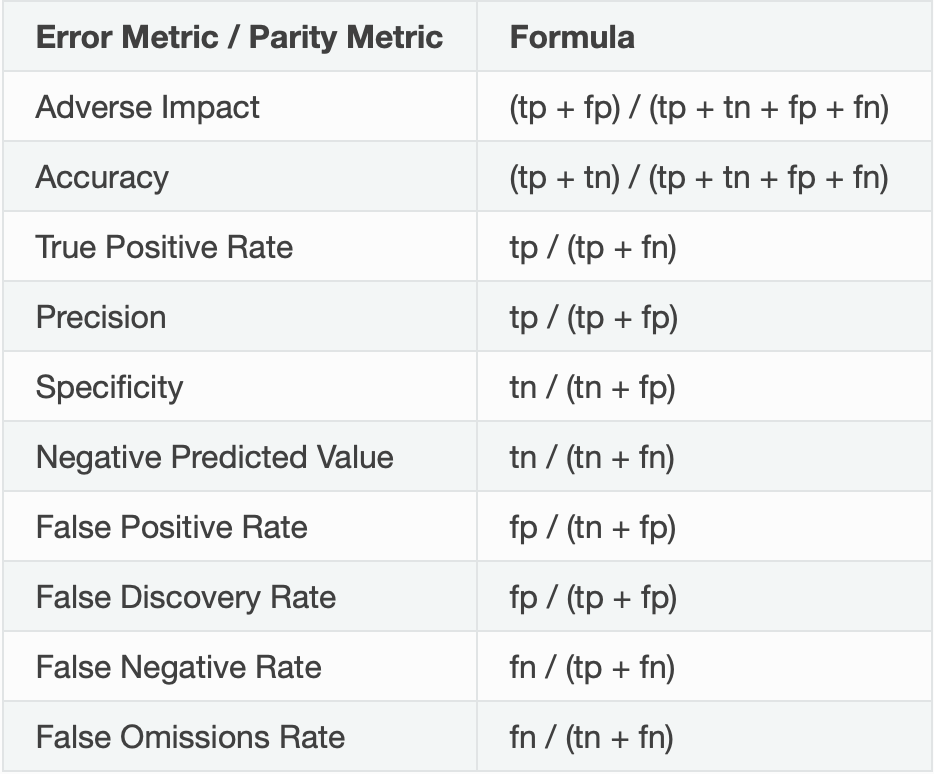 Error Metric / Parity Metric Formula
Adverse Impact (tp + fp) / (tp + tn + fp + fn)
Accuracy (tp + tn) / (tp + tn + fp + fn)
True Positive Rate tp / (tp + fn)
Precision tp / (tp + fp)
Specificity tn / (tn + fp)
Negative Predicted Value tn / (tn + fn)
False Positive Rate fp / (tn + fp)
False Discovery Rate fp / (tp + fp)
False Negative Rate fn / (tp + fn)
False Omissions Rate fn / (tn + fn)